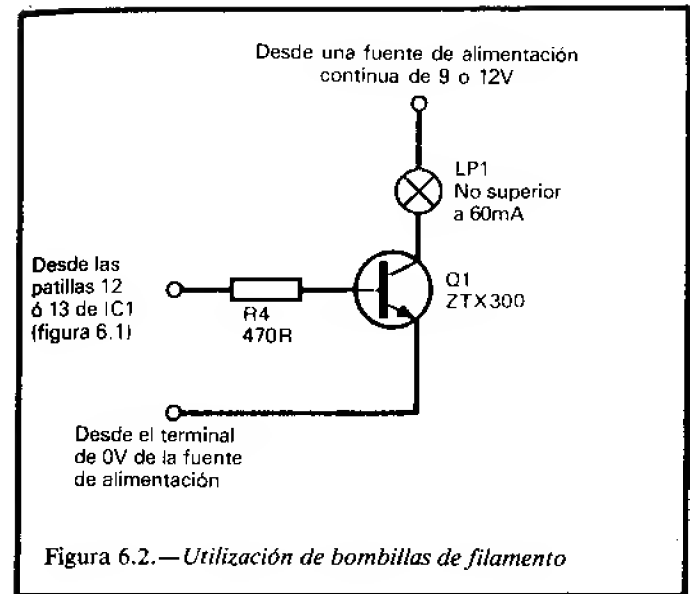 Desde una fuente de alimentación
continua de 9 o 12V
LP1
No superior
a 60mA
Desde las
patillas 12
ó 13 de IC1
(figura 6.1)
R4
470R
Q1
ZTX300
Desde el terminal
de 0V de la fuente
de alimentación
Figura 6.2.—Utilización de bombillas de filamento